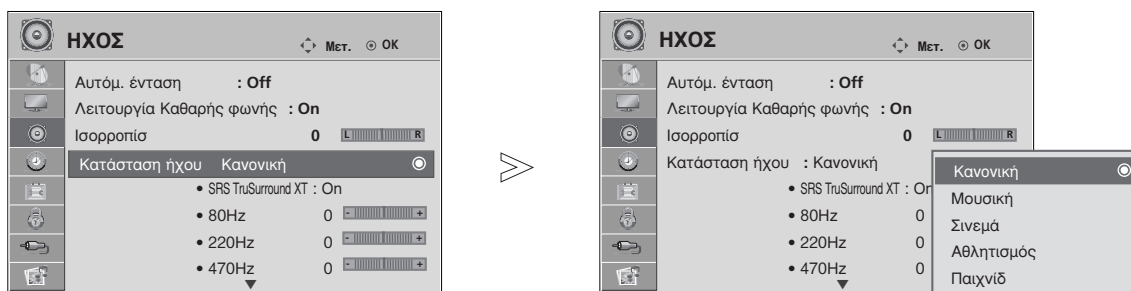 ΗΧΟΣ Μετ. OK
Αυτόμ. ένταση : Off
Λειτουργία Καθαρής φωνής : On
Ισορροπίσ 0 L R
Κατάσταση ήχου Κανονική
• SRS TruSurround XT : On
• 80Hz 0 - +
• 220Hz 0 - +
• 470Hz 0 - +
ΗΧΟΣ Μετ. OK
Αυτόμ. ένταση : Off
Λειτουργία Καθαρής φωνής : On
Ισορροπίσ 0 L R
Κατάσταση ήχου : Κανονική
• SRS TruSurround XT : On
• 80Hz 0
• 220Hz 0
• 470Hz 0
Κανονική
Μουσική
Σινεμά
Αθλητισμός
Παιχνίδ